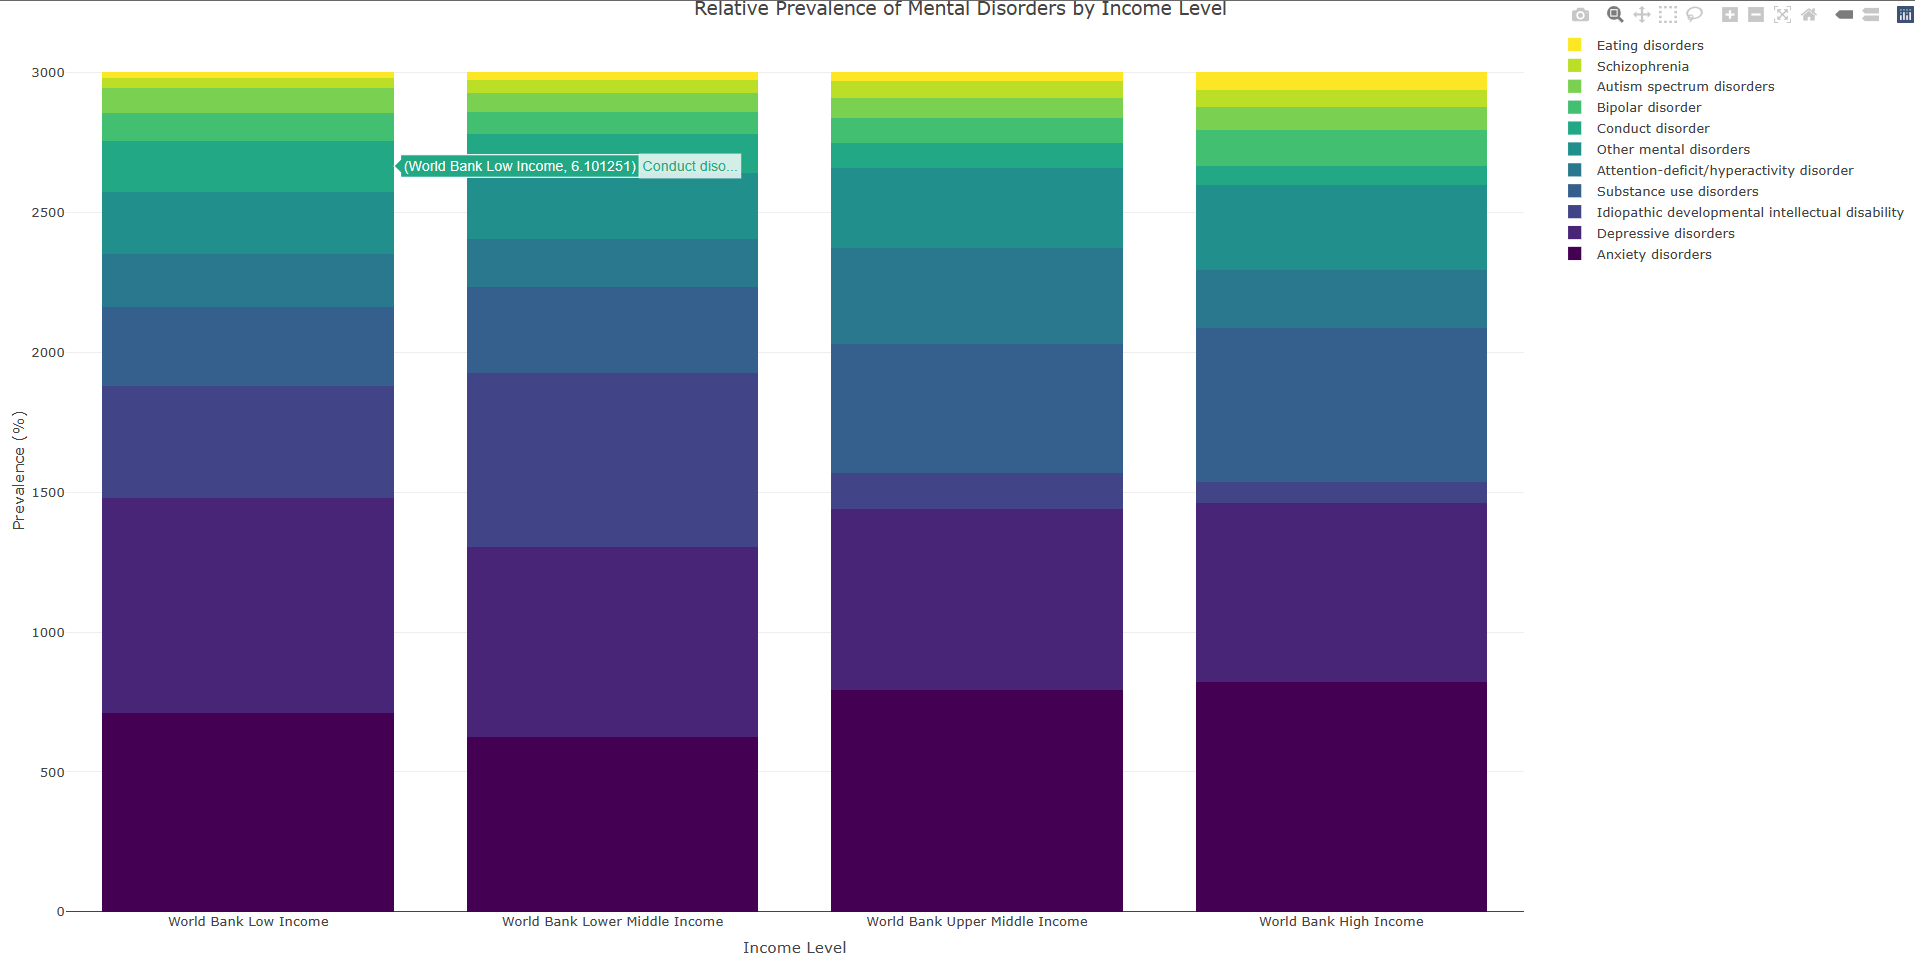 Relative Prevalence of Mental Disorders by Income Level
Eating disorders
Schizophrenia
Autism spectrum disorders
Bipolar disorder
Conduct disorder
Other mental disorders
Attention-deficit/hyperactivity disorder
Substance use disorders
Idiopathic developmental intellectual disability
Depressive disorders
Anxiety disorders
3000
2500
2000
1500
1000
500
0
Prevalence (%)
(World Bank Low Income, 6.101251) Conduct diso...
World Bank Low Income
World Bank Lower Middle Income
World Bank Upper Middle Income
World Bank High Income
Income Level